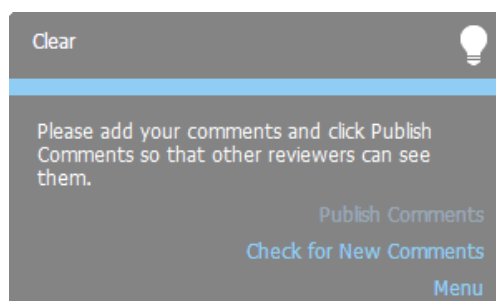 Clear
Please add your comments and click Publish
Comments so that other reviewers can see
them.
Publish Comments
Check for New Comments
Menu